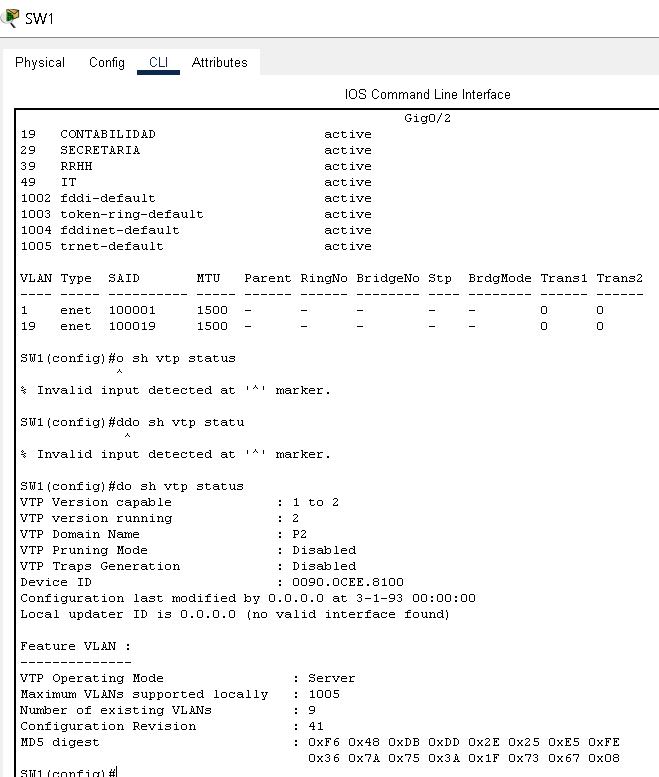 SW1
Physical Config CLI Attributes
IOS Command Line Interface
Gig0/2
19 CONTABILIDAD active
29 SECRETARIA active
39 RRHH active
49 IT active
1002 fddi-default active
1003 token-ring-default active
1004 fddinet-default active
1005 trnet-default active
VLAN Type SAID MTU Parent RingNo BridgeNo Stp BrdgMode Trans1 Trans2
---- ----- ---------- ----- ------ ------ -------- ---- -------- ------ ------
1 enet 100001 1500 - - - - - 0 0
19 enet 100019 1500 - - - - - 0 0
SW1(config)#o sh vtp status
^
% Invalid input detected at '^' marker.
SW1(config)#ddo sh vtp statu
^
% Invalid input detected at '^' marker.
SW1(config)#do sh vtp status
VTP Version capable : 1 to 2
VTP version running : 2
VTP Domain Name : P2
VTP Pruning Mode : Disabled
VTP Traps Generation : Disabled
Device ID : 0090.0CEE.8100
Configuration last modified by 0.0.0.0 at 3-1-93 00:00:00
Local updater ID is 0.0.0.0 (no valid interface found)
Feature VLAN :
--------------
VTP Operating Mode : Server
Maximum VLANs supported locally : 1005
Number of existing VLANs : 9
Configuration Revision : 41
MD5 digest : 0xF6 0x48 0xDB 0xDD 0x2E 0x25 0xE5 0xFE
0x36 0x7A 0x75 0x3A 0x1F 0x73 0x67 0x08
SW1(config)#